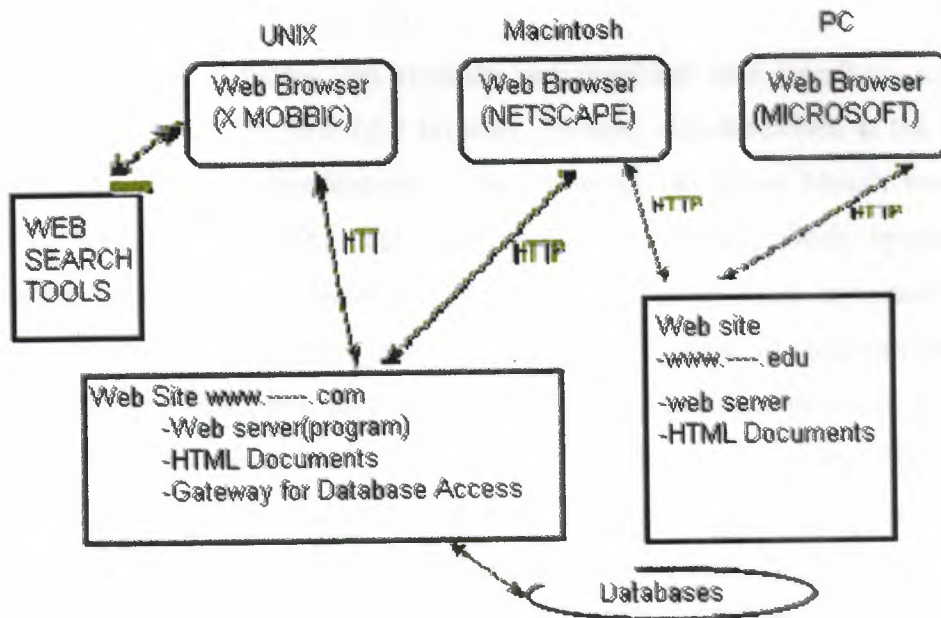 UNIX
Macintosh
PC
Web Browser
(X MOBBIC)
Web Browser
(NETSCAPE)
Web Browser
(MICROSOFT)
WEB
SEARCH
TOOLS
HTT
HTTP
HTTP
HTTP
Web Site www.----.com
-Web server(program)
-HTML Documents
-Gateway for Database Access
Web site
-www.----.edu
-web server
-HTML Documents
Databases